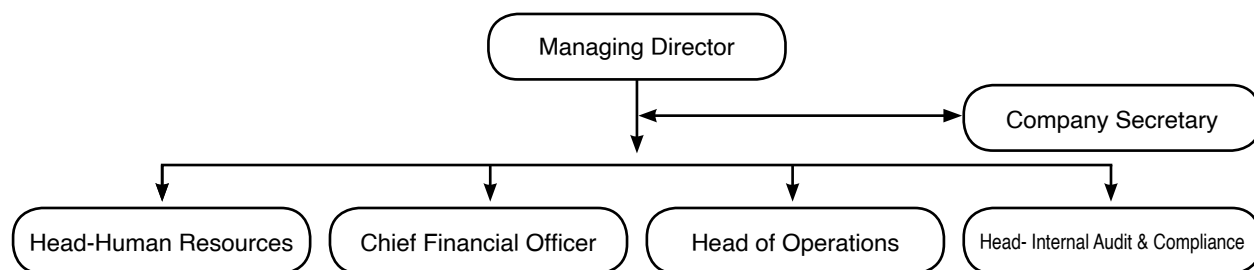 Managing Director
Company Secretary
Head-Human Resources
Chief Financial Officer
Head of Operations
Head- Internal Audit & Compliance